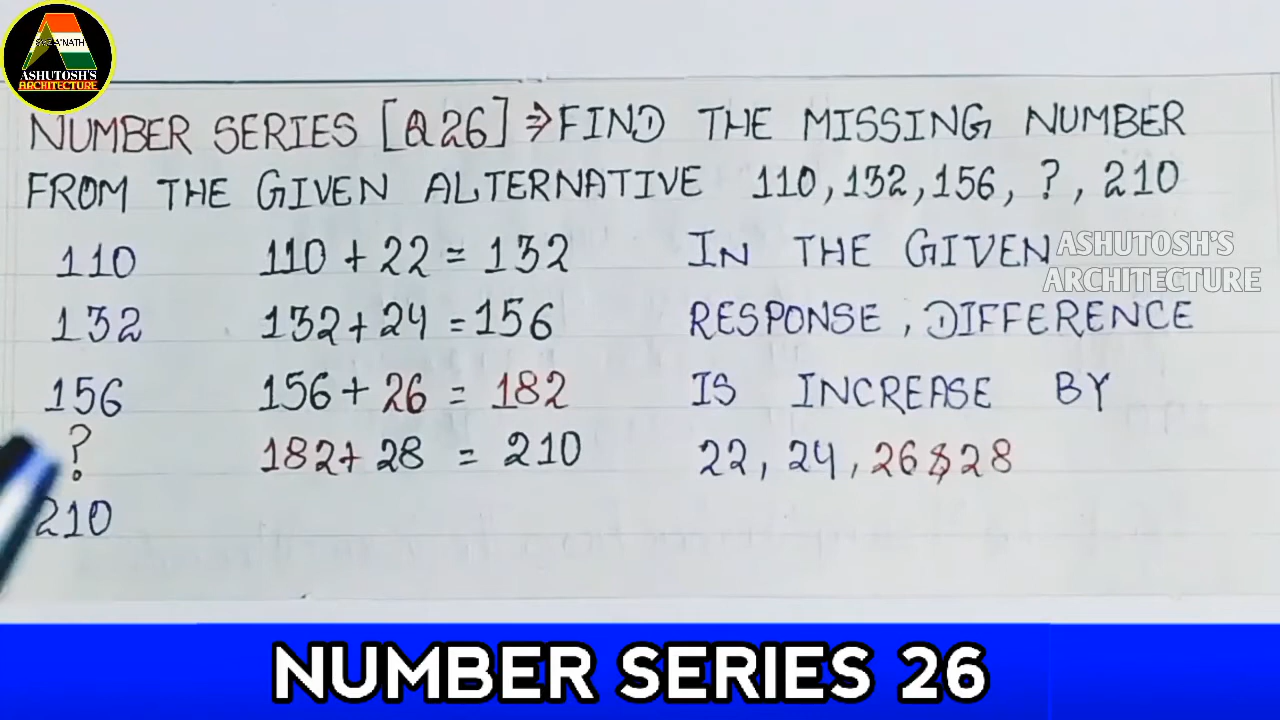 ASHUTOSH'S
ARCHITECTURE
NUMBER SERIES [Q26] ⇒ FIND THE MISSING NUMBER
FROM THE GIVEN ALTERNATIVE 110, 132, 156, ?, 210
110 110 + 22 = 132 IN THE GIVEN
ASHUTOSH'S
ARCHITECTURE
132 132 + 24 = 156 RESPONSE, DIFFERENCE
156 156 + 26 = 182 IS INCREASE BY
? 182 + 28 = 210 22, 24, 26 & 28
210
NUMBER SERIES 26